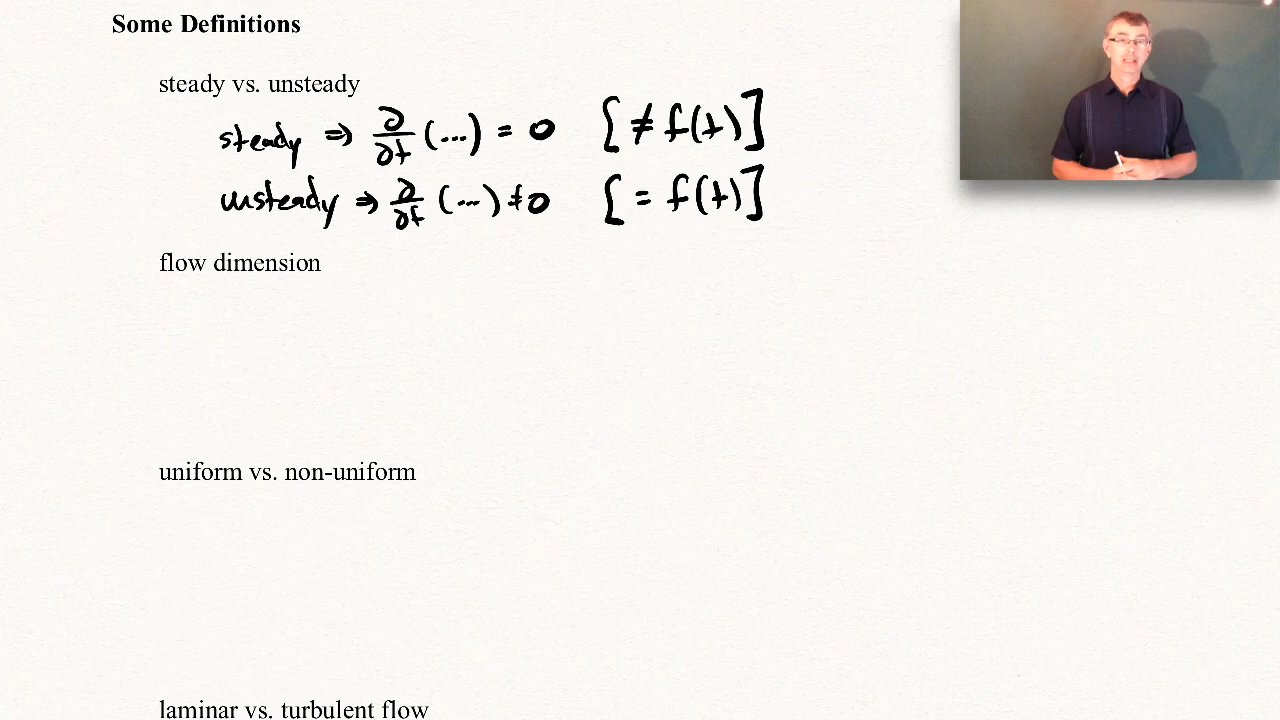 Some Definitions
steady vs. unsteady
steady ⇒ ∂/∂t (...) = 0 [≠ f(t)]
unsteady ⇒ ∂/∂t (...) ≠ 0 [= f(t)]
flow dimension
uniform vs. non-uniform
laminar vs. turbulent flow